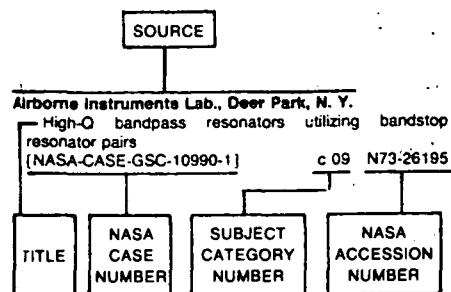 SOURCE
Airborne Instruments Lab., Deer Park, N. Y.
High-Q bandpass resonators utilizing bandstop
resonator pairs
[NASA-CASE-GSC-10990-1] c 09 N73-26195
TITLE
NASA
CASE
NUMBER
SUBJECT
CATEGORY
NUMBER
NASA
ACCESSION
NUMBER